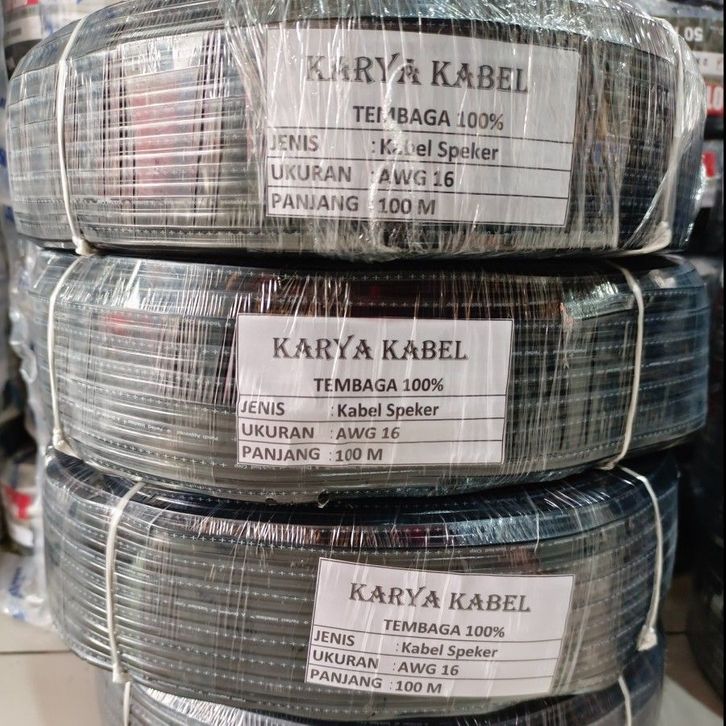 KARYA KABEL
TEMBAGA 100%
JENIS : Kabel Speker
UKURAN : AWG 16
PANJANG : 100 M
KARYA KABEL
TEMBAGA 100%
JENIS : Kabel Speker
UKURAN : AWG 16
PANJANG : 100 M
KARYA KABEL
TEMBAGA 100%
JENIS : Kabel Speker
UKURAN : AWG 16
PANJANG : 100 M